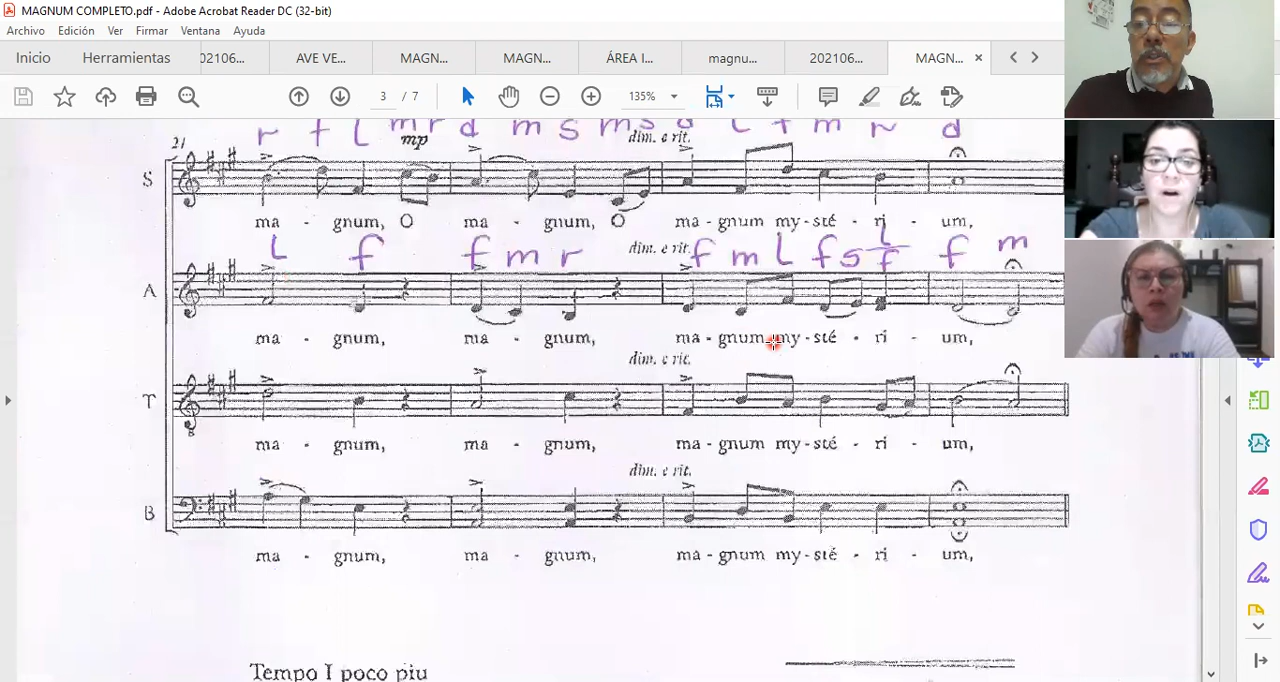 MAGNUM COMPLETO.pdf - Adobe Acrobat Reader DC (32-bit)
Archivo Edición Ver Firmar Ventana Ayuda
Inicio Herramientas 202106... AVE VE... MAGN... MAGN... ÁREA I... magnu... 202106... MAGN... ×
3 / 7 135%
r f l m r d m s m s d l f m r d
21 mp dim. e rit.
S
ma - gnum, O ma - gnum, O ma - gnum my - sté - ri - um,
l f f m r dim. e rit. f m l f s l f f m
A
ma - gnum, ma - gnum, ma - gnum my - sté - ri - um,
dim. e rit.
T
8
ma - gnum, ma - gnum, ma - gnum my - sté - ri - um,
dim. e rit.
B
ma - gnum, ma - gnum, ma - gnum my - sté - ri - um,
Tempo I poco piu